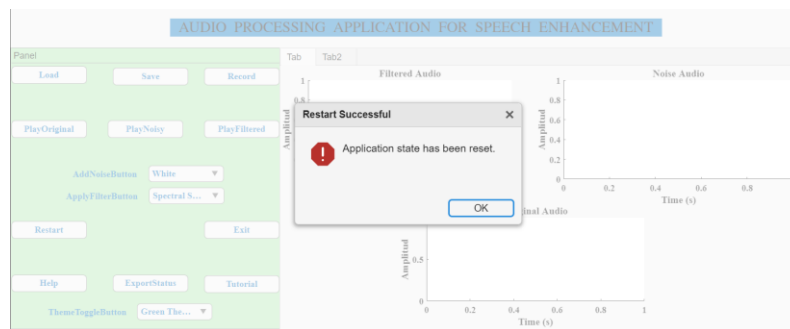 AUDIO PROCESSING APPLICATION FOR SPEECH ENHANCEMENT
Panel
Load Save Record
PlayOriginal PlayNoisy PlayFiltered
AddNoiseButton White
ApplyFilterButton Spectral S...
Restart Exit
Help ExportStatus Tutorial
ThemeToggleButton Green The...
Tab Tab2
Filtered Audio
1
0.8
Amplitud
Restart Successful
Application state has been reset.
OK
Noise Audio
1
0.8
0.6
0.4
0.2
0
Amplitud
0 0.2 0.4 0.6 0.8
Time (s)
inal Audio
Amplitud
0.5
0
0 0.2 0.4 0.6 0.8 1
Time (s)